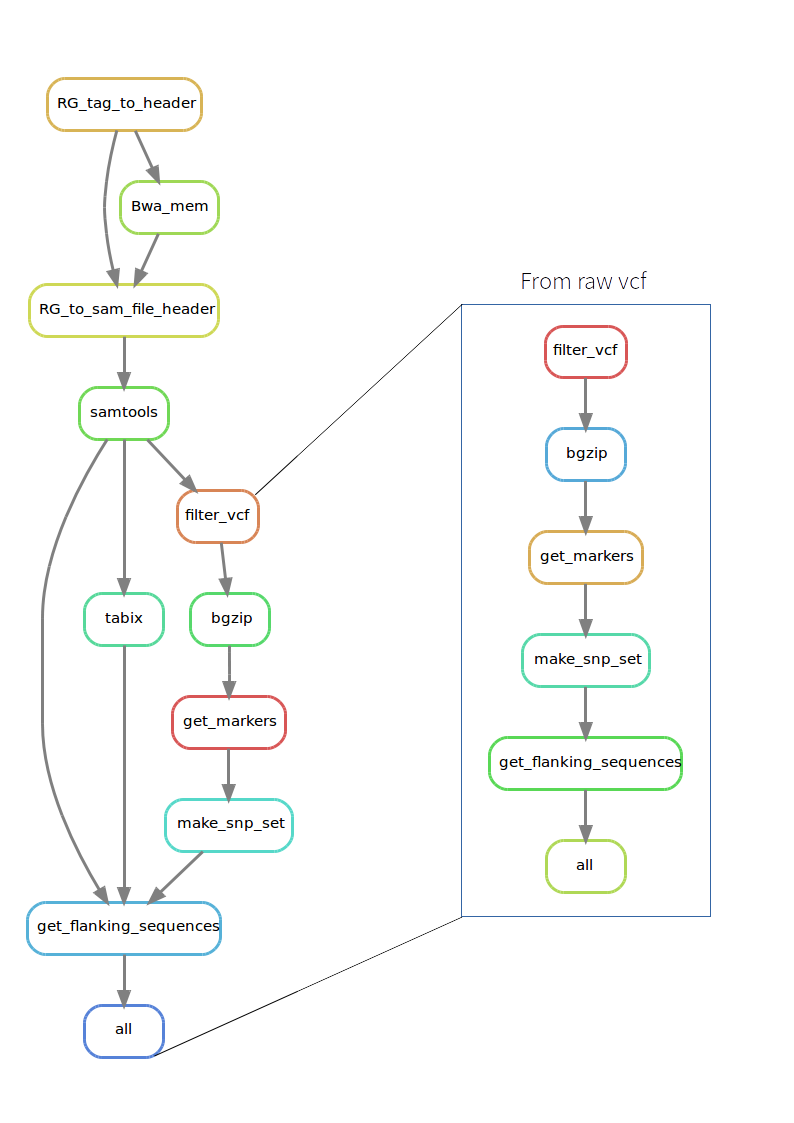 RG_tag_to_header
Bwa_mem
RG_to_sam_file_header
samtools
filter_vcf
tabix
bgzip
get_markers
make_snp_set
get_flanking_sequences
all
From raw vcf
filter_vcf
bgzip
get_markers
make_snp_set
get_flanking_sequences
all